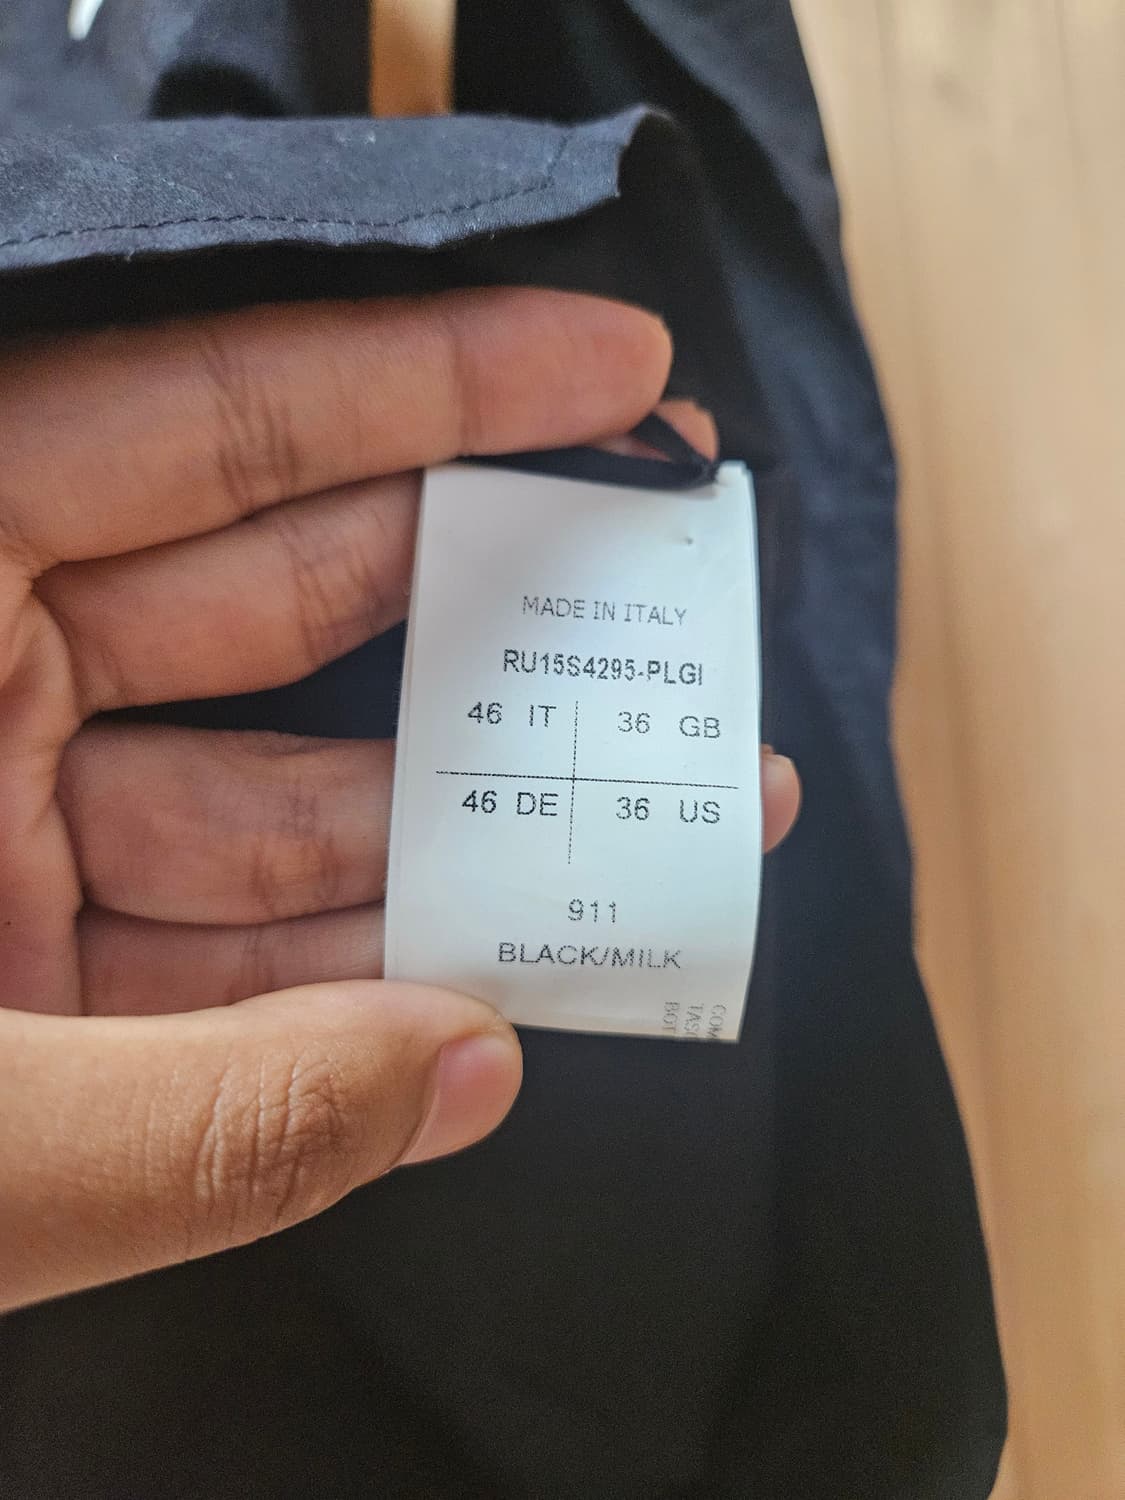 MADE IN ITALY
RU15S4295-PLGI
46 IT 36 GB
46 DE 36 US
911
BLACK/MILK